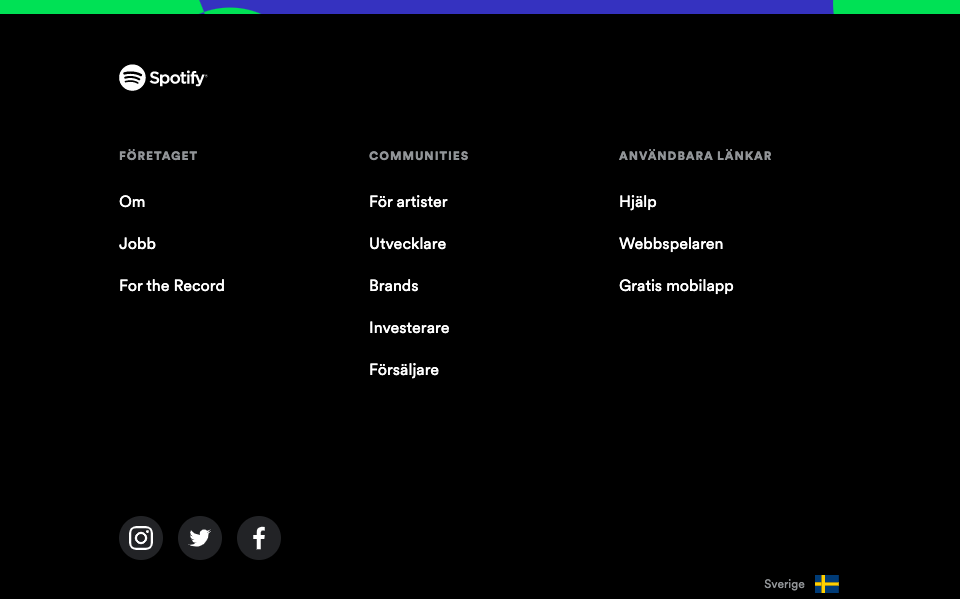 Spotify
FÖRETAGET
Om
Jobb
For the Record
COMMUNITIES
För artister
Utvecklare
Brands
Investerare
Försäljare
ANVÄNDBARA LÄNKAR
Hjälp
Webbspelaren
Gratis mobilapp
Sverige